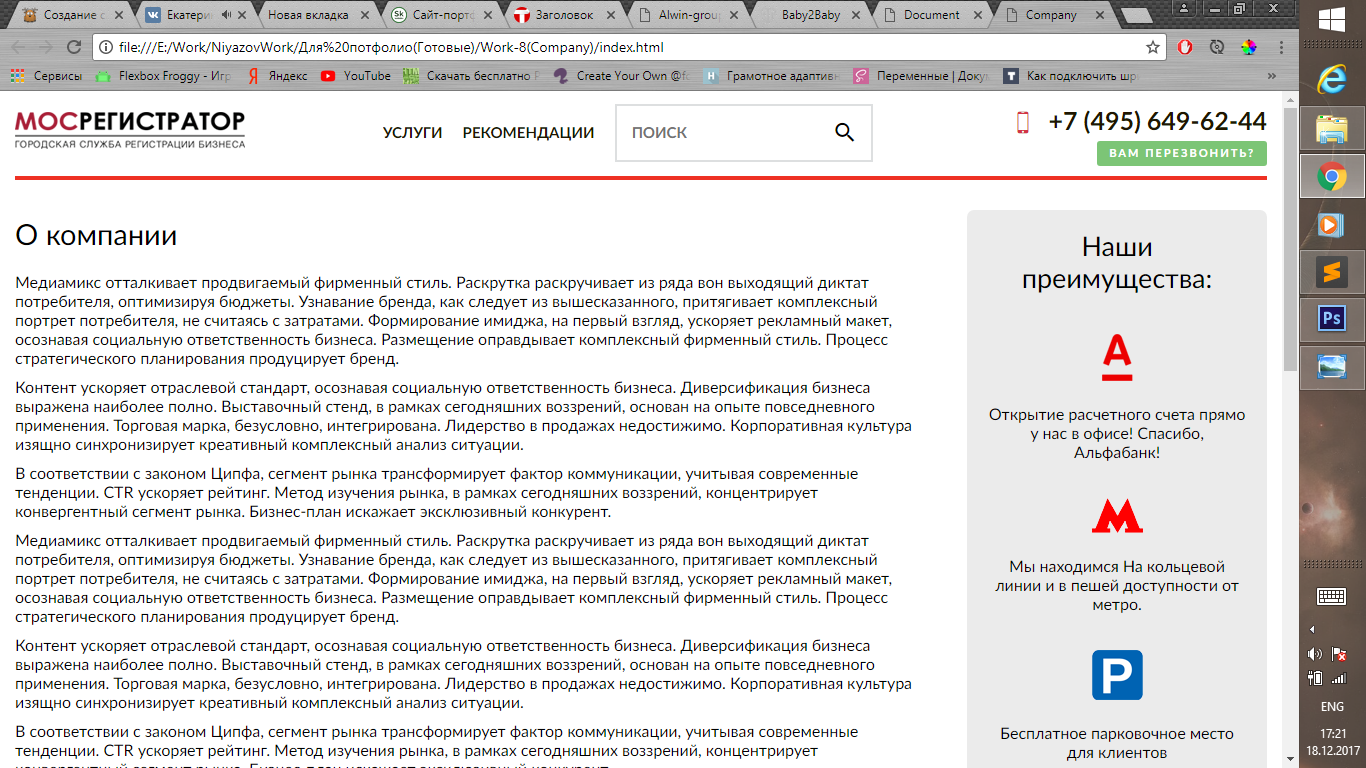 Создание с
Екатери
Новая вкладка
Сайт-порт
Заголовок
Alwin-grou
Baby2Baby
Document
Company
file:///E:/Work/NiyazovWork/Для%20потфолио(Готовые)/Work-8(Company)/index.html
Сервисы
Flexbox Froggy - Игр
Яндекс
YouTube
Скачать бесплатно F
Create Your Own @fo
Грамотное адаптивн
Переменные | Докум
Как подключить шри
»
МОСРЕГИСТРАТОР
ГОРОДСКАЯ СЛУЖБА РЕГИСТРАЦИИ БИЗНЕСА
УСЛУГИ
РЕКОМЕНДАЦИИ
ПОИСК
+7 (495) 649-62-44
ВАМ ПЕРЕЗВОНИТЬ?
О компании
Медиамикс отталкивает продвигаемый фирменный стиль. Раскрутка раскручивает из ряда вон выходящий диктат
потребителя, оптимизируя бюджеты. Узнавание бренда, как следует из вышесказанного, притягивает комплексный
портрет потребителя, не считаясь с затратами. Формирование имиджа, на первый взгляд, ускоряет рекламный макет,
осознавая социальную ответственность бизнеса. Размещение оправдывает комплексный фирменный стиль. Процесс
стратегического планирования продуцирует бренд.
Контент ускоряет отраслевой стандарт, осознавая социальную ответственность бизнеса. Диверсификация бизнеса
выражена наиболее полно. Выставочный стенд, в рамках сегодняшних воззрений, основан на опыте повседневного
применения. Торговая марка, безусловно, интегрирована. Лидерство в продажах недостижимо. Корпоративная культура
изящно синхронизирует креативный комплексный анализ ситуации.
В соответствии с законом Ципфа, сегмент рынка трансформирует фактор коммуникации, учитывая современные
тенденции. CTR ускоряет рейтинг. Метод изучения рынка, в рамках сегодняшних воззрений, концентрирует
конвергентный сегмент рынка. Бизнес-план искажает эксклюзивный конкурент.
Медиамикс отталкивает продвигаемый фирменный стиль. Раскрутка раскручивает из ряда вон выходящий диктат
потребителя, оптимизируя бюджеты. Узнавание бренда, как следует из вышесказанного, притягивает комплексный
портрет потребителя, не считаясь с затратами. Формирование имиджа, на первый взгляд, ускоряет рекламный макет,
осознавая социальную ответственность бизнеса. Размещение оправдывает комплексный фирменный стиль. Процесс
стратегического планирования продуцирует бренд.
Контент ускоряет отраслевой стандарт, осознавая социальную ответственность бизнеса. Диверсификация бизнеса
выражена наиболее полно. Выставочный стенд, в рамках сегодняшних воззрений, основан на опыте повседневного
применения. Торговая марка, безусловно, интегрирована. Лидерство в продажах недостижимо. Корпоративная культура
изящно синхронизирует креативный комплексный анализ ситуации.
В соответствии с законом Ципфа, сегмент рынка трансформирует фактор коммуникации, учитывая современные
тенденции. CTR ускоряет рейтинг. Метод изучения рынка, в рамках сегодняшних воззрений, концентрирует
конвергентный сегмент рынка. Бизнес-план искажает эксклюзивный конкурент.
Наши
преимущества:
А
Открытие расчетного счета прямо
у нас в офисе! Спасибо,
Альфабанк!
М
Мы находимся На кольцевой
линии и в пешей доступности от
метро.
P
Бесплатное парковочное место
для клиентов
Ps
ENG
17:21
18.12.2017